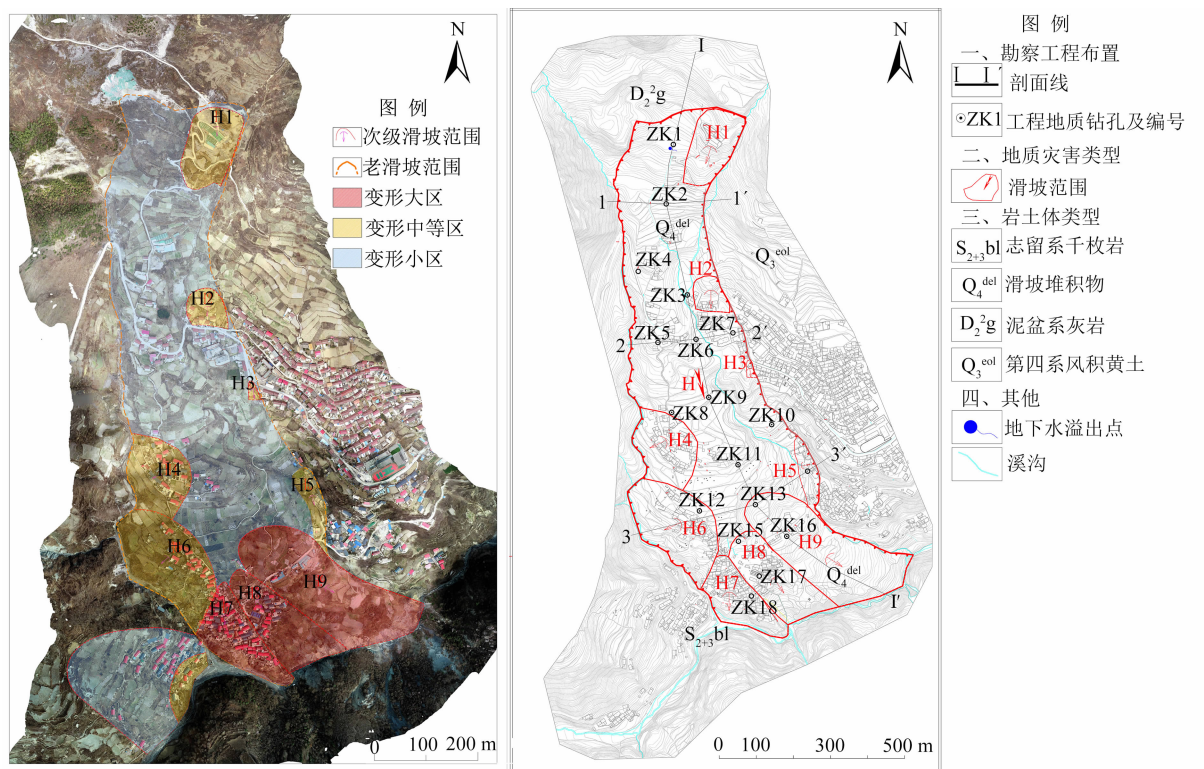 N
图 例
次级滑坡范围
老滑坡范围
变形大区
变形中等区
变形小区
H1
H2
H3
H4
H5
H6
H7
H8
H9
0 100 200 m
N
I
D₂²g
ZK1
H1
1
ZK2
1′
Q₄ᵈᵉˡ
Q₃ᵉᵒˡ
ZK4
H2
ZK3
ZK7
2′
2
ZK5
ZK6
H3
H
ZK9
ZK8
ZK10
H4
ZK11
3′
H5
ZK12
ZK13
3
H6
ZK15
ZK16
H8
H9
H7
ZK17
Q₄ᵈᵉˡ
ZK18
I′
S₂₊₃bl
0 100 300 500 m
图 例
一、勘察工程布置
I I′ 剖面线
ZK1 工程地质钻孔及编号
二、地质灾害类型
滑坡范围
三、岩土体类型
S₂₊₃bl 志留系千枚岩
Q₄ᵈᵉˡ 滑坡堆积物
D₂²g 泥盆系灰岩
Q₃ᵉᵒˡ 第四系风积黄土
四、其他
地下水溢出点
溪沟